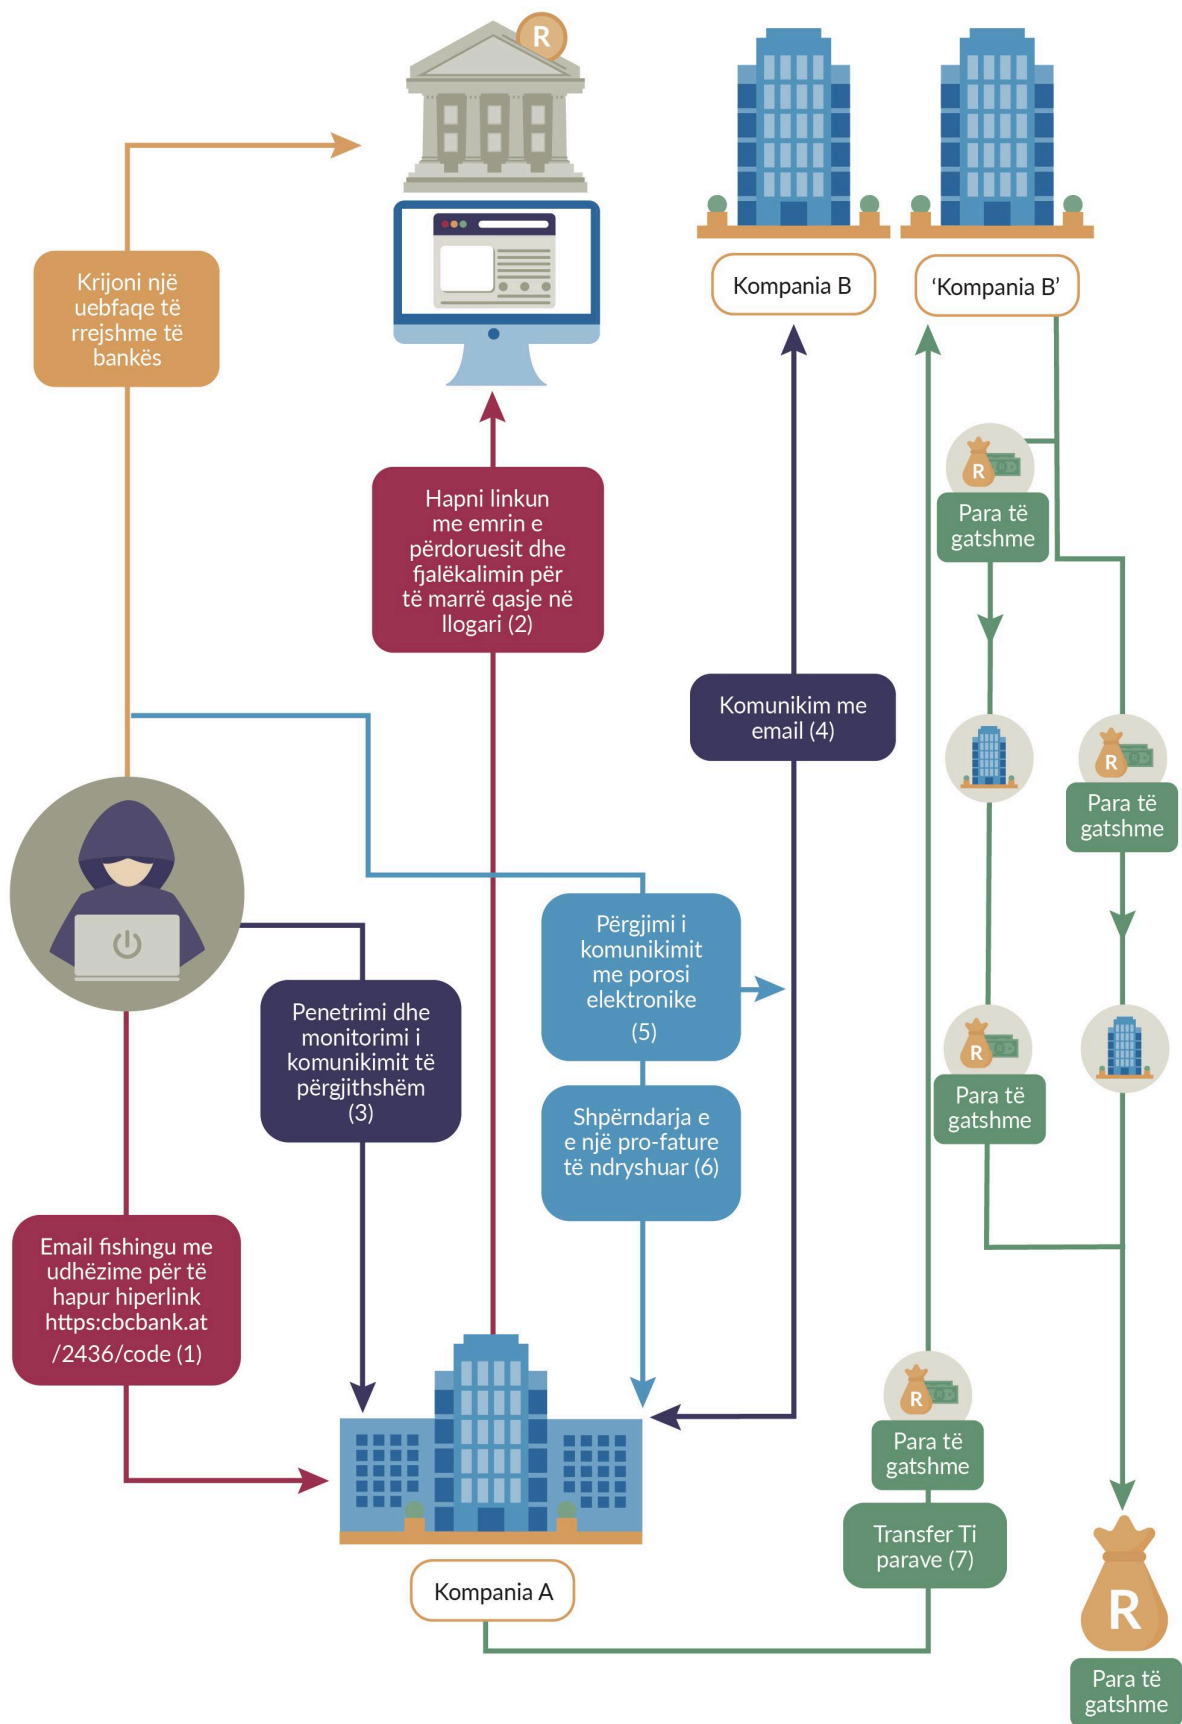 R
Krijoni një
uebfaqe të
rrejshme të
bankës
Kompania B
‘Kompania B’
Hapni linkun
me emrin e
përdoruesit dhe
fjalëkalimin për
të marrë qasje në
llogari (2)
R
Para të
gatshme
Komunikim me
email (4)
R
Para të
gatshme
Përgjimi i
komunikimit
me porosi
elektronike
(5)
Penetrimi dhe
monitorimi i
komunikimit të
përgjithshëm
(3)
R
Para të
gatshme
Shpërndarja e
e një pro-fature
të ndryshuar (6)
Email fishingu me
udhëzime për të
hapur hiperlink
https:cbcbank.at
/2436/code (1)
R
Para të
gatshme
Transfer Ti
parave (7)
Kompania A
R
Para të
gatshme